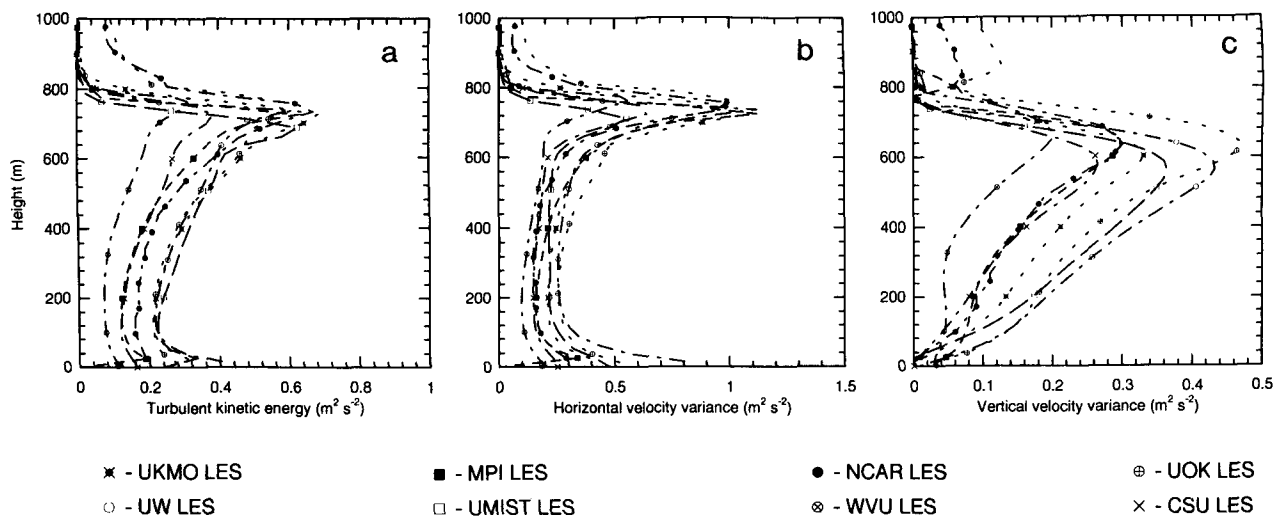 a
b
c
1000
800
600
400
200
0
Height (m)
0
0.2
0.4
0.6
0.8
1
Turbulent kinetic energy (m² s⁻²)
1000
800
600
400
200
0
0
0.5
1
1.5
Horizontal velocity variance (m² s⁻²)
1000
800
600
400
200
0
0
0.1
0.2
0.3
0.4
0.5
Vertical velocity variance (m² s⁻²)
- UKMO LES
- MPI LES
- NCAR LES
- UOK LES
- UW LES
- UMIST LES
- WVU LES
- CSU LES